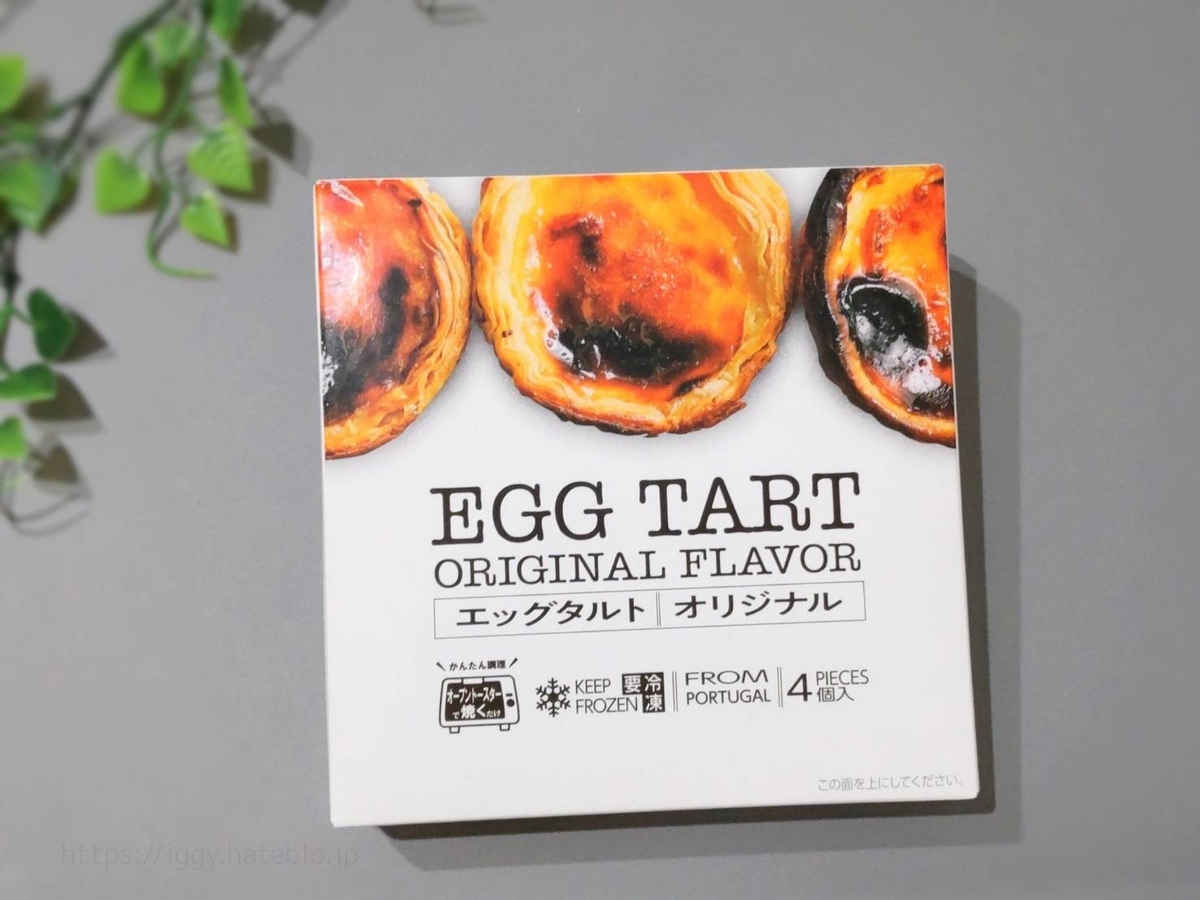 EGG TART
ORIGINAL FLAVOR
エッグタルト オリジナル
かんたん調理
オーブントースター
で焼くだけ
KEEP FROZEN
要冷凍
FROM PORTUGAL
4 PIECES
個入
この面を上にしてください。
https://iggy.hateblo.jp